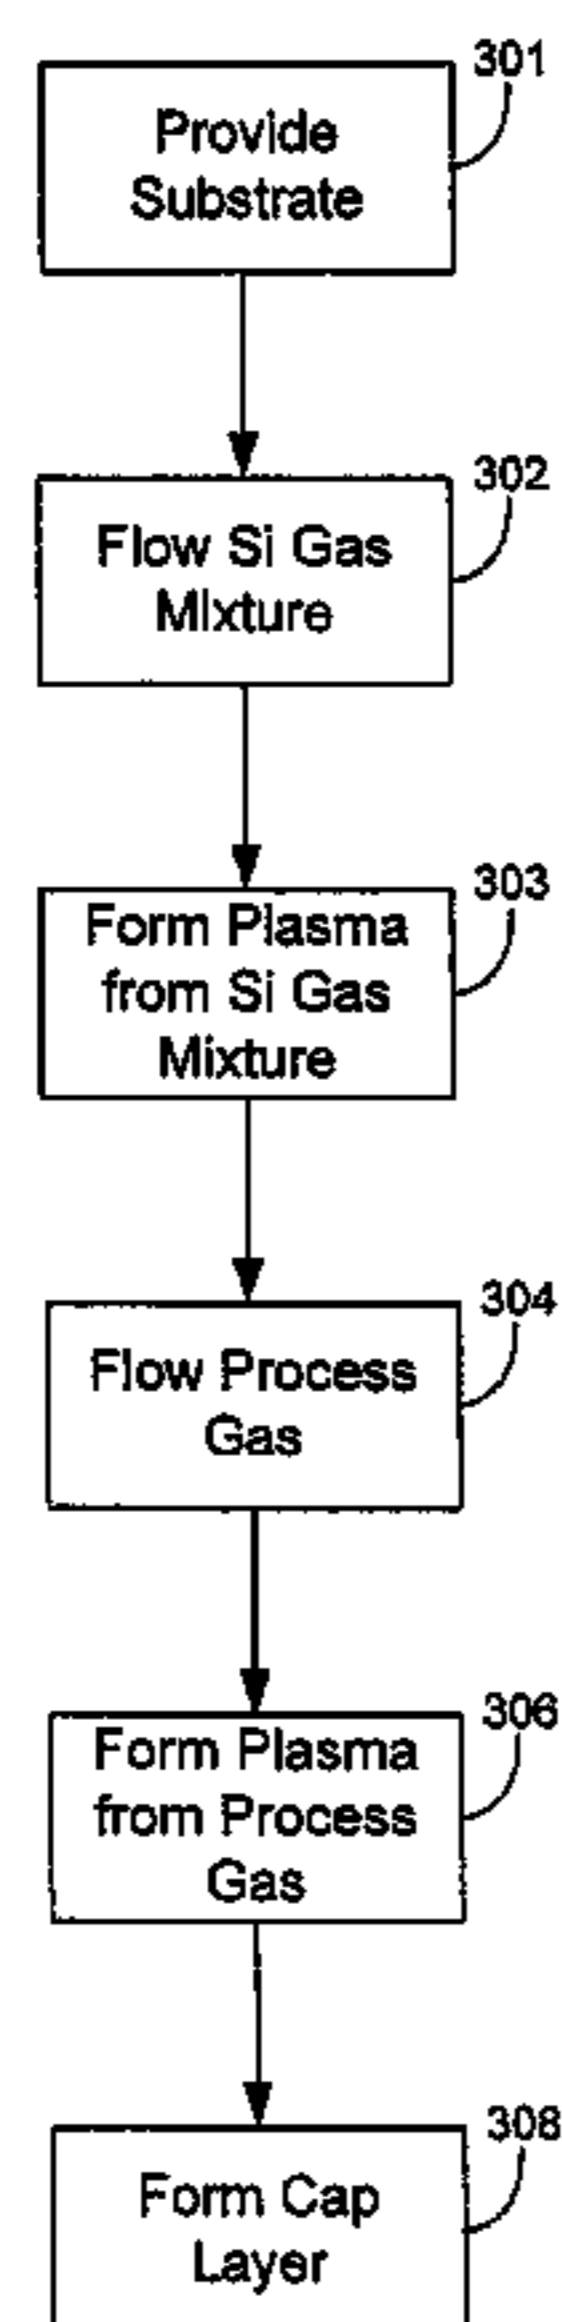 301
Provide
Substrate
302
Flow Si Gas
Mixture
303
Form Plasma
from Si Gas
Mixture
304
Flow Process
Gas
306
Form Plasma
from Process
Gas
308
Form Cap
Layer